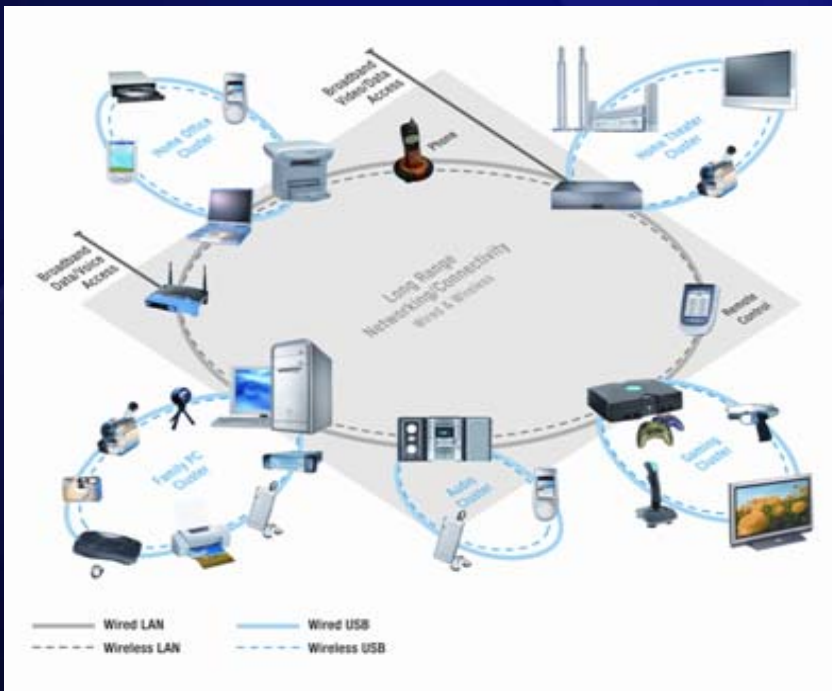 Broadband
Video/Data
Access
Phone
Home Office
Cluster
Home Theater
Cluster
Broadband
Data/Voice
Access
Long Range
Networking/Connectivity
Wired & Wireless
Remote
Control
Family PC
Cluster
Audio
Cluster
Gaming
Cluster
Wired LAN
Wireless LAN
Wired USB
Wireless USB